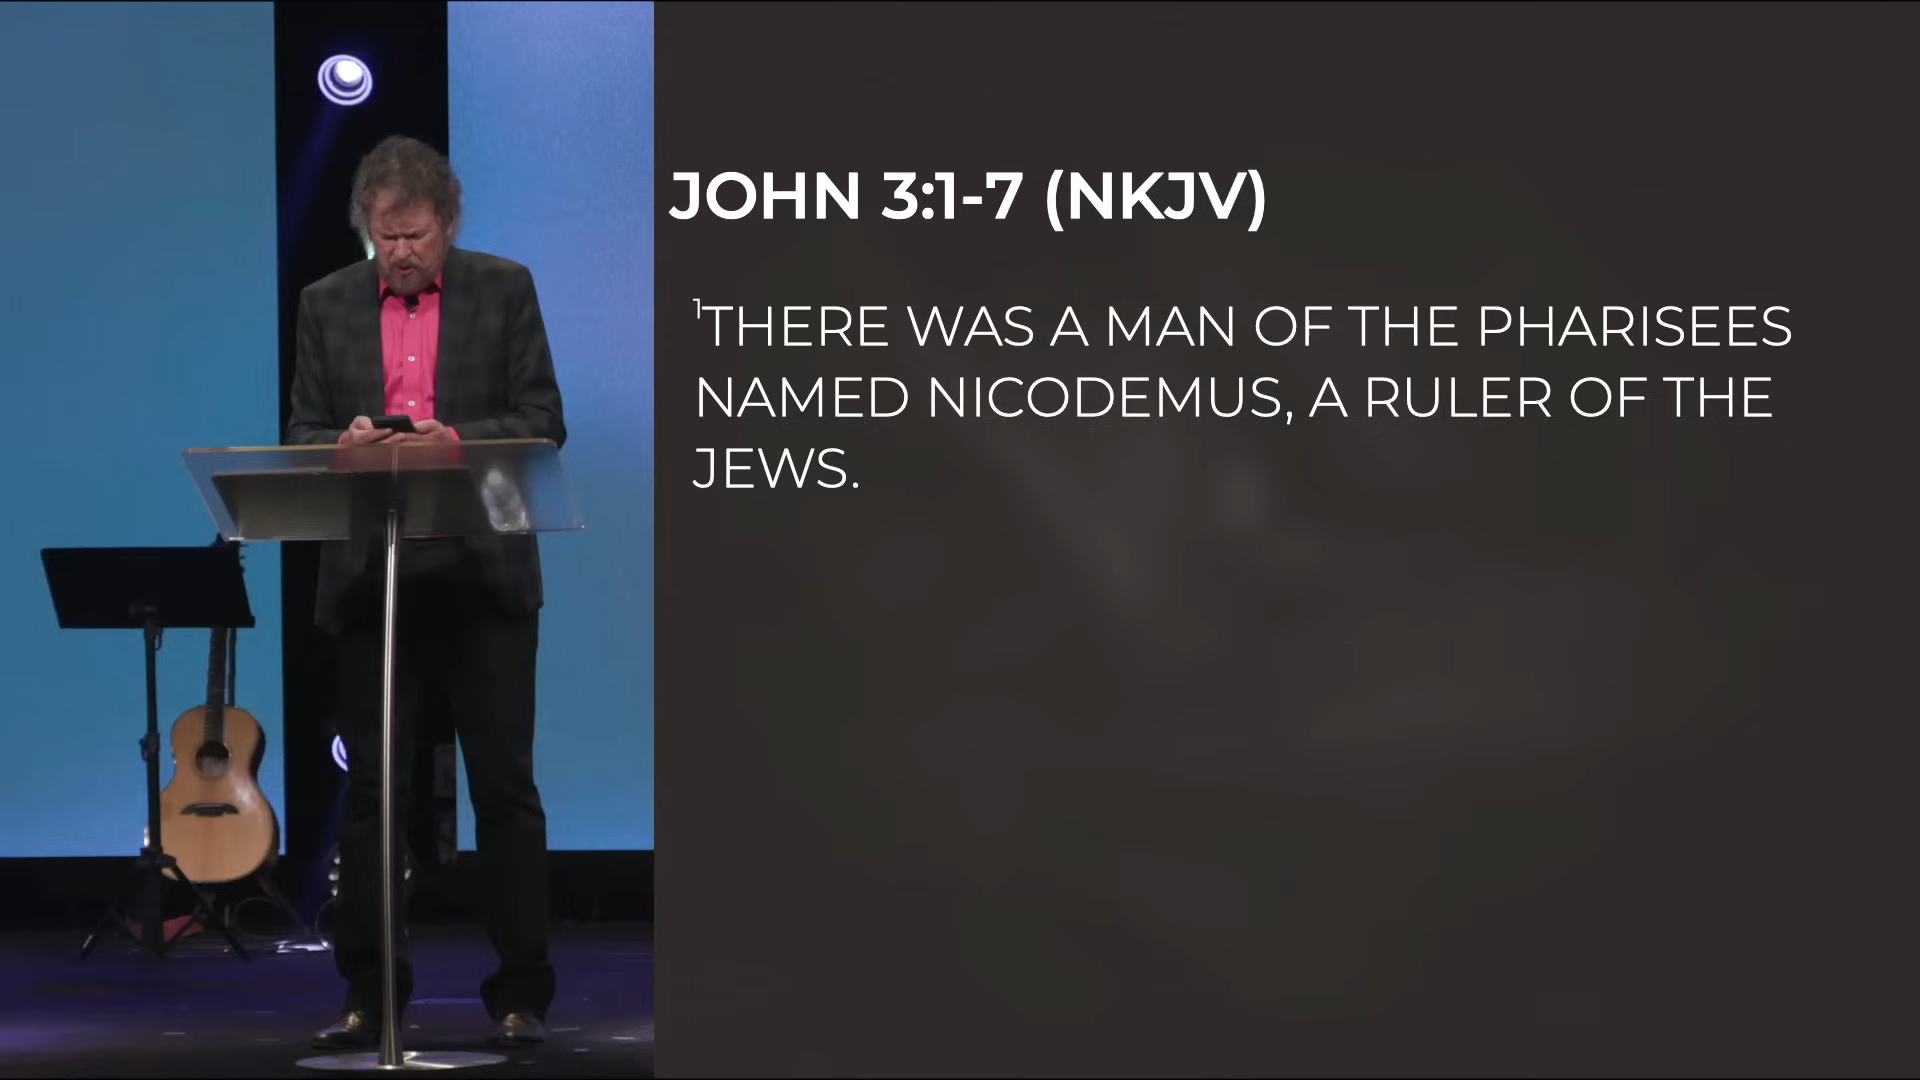 JOHN 3:1-7 (NKJV)
¹THERE WAS A MAN OF THE PHARISEES
NAMED NICODEMUS, A RULER OF THE
JEWS.